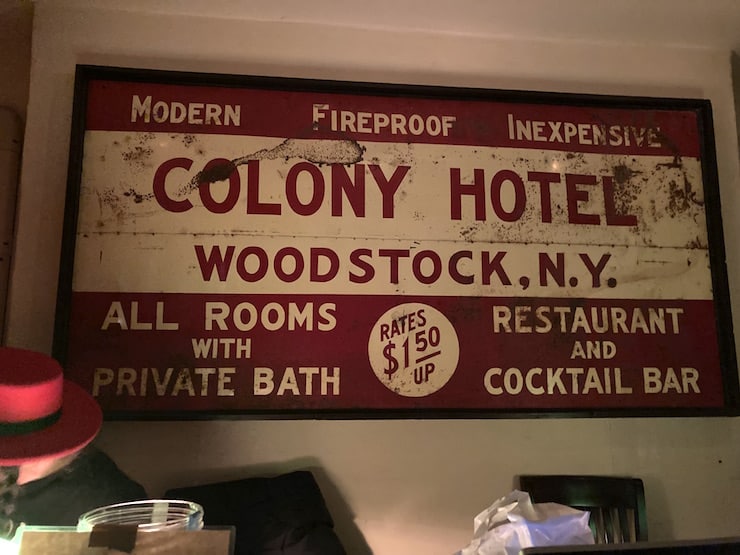 MODERN FIREPROOF INEXPENSIVE
COLONY HOTEL
WOODSTOCK, N.Y.
ALL ROOMS
WITH
PRIVATE BATH
RATES
$1.50
UP
RESTAURANT
AND
COCKTAIL BAR